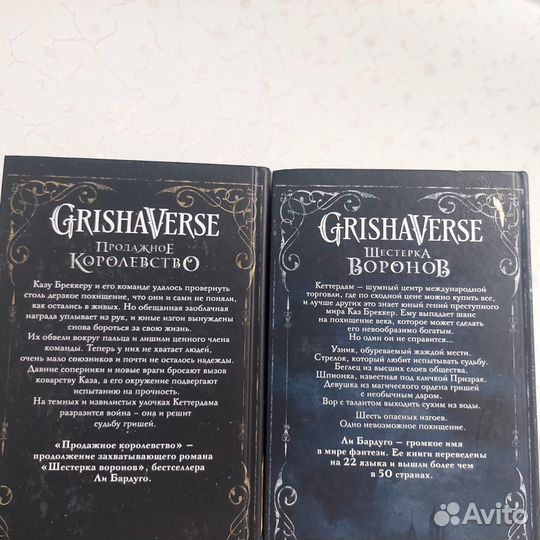 GRISHAVERSE
ПРОДАЖНОЕ
КОРОЛЕВСТВО
Казу Бреккеру и его команде удалось провернуть
столь дерзкое похищение, что они и сами не поняли,
как остались в живых. Но обещанная заоблачная
награда уплывает из рук, и юные изгои вынуждены
снова бороться за свою жизнь.
Их обвели вокруг пальца и лишили ценного члена
команды. Теперь у них не хватает людей,
очень мало союзников и почти не осталось надежды.
Давние соперники и новые враги бросают вызов
коварству Каза, а его окружение подвергают
испытанию на прочность.
На темных и извилистых улочках Кеттердама
разразится война – она и решит
судьбу гришей.
«Продажное королевство» –
продолжение захватывающего романа
«Шестерка воронов», бестселлера
Ли Бардуго.
GRISHAVERSE
ШЕСТЕРКА
ВОРОНОВ
Кеттердам – шумный центр международной
торговли, где по сходной цене можно купить все,
и лучше других это знает юный гений преступного
мира Каз Бреккер. Ему выпадает шанс
на похищение века, которое может сделать
его невообразимо богатым.
Но один он не справится...
Узник, обуреваемый жаждой мести.
Стрелок, который любит испытывать судьбу.
Беглец из высших слоев общества.
Шпионка, известная под кличкой Призрак.
Девушка из магического ордена гришей
с необычным даром.
Вор с талантом выходить сухим из воды.
Шесть опасных изгоев.
Одно невозможное похищение.
Ли Бардуго – громкое имя
в мире фэнтези. Ее книги переведены
на 22 языка и вышли более чем
в 50 странах.
Avito